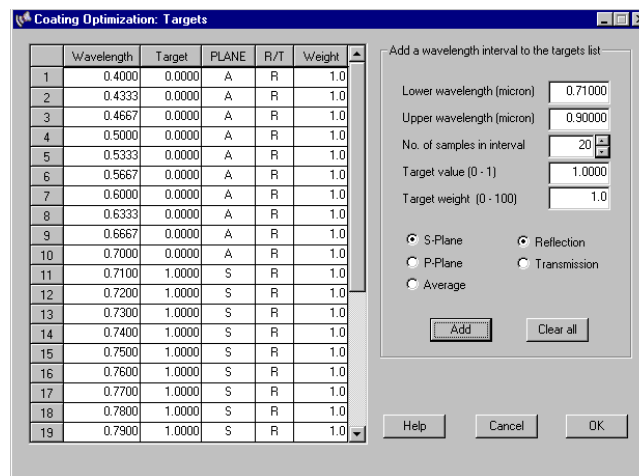 Coating Optimization: Targets
Wavelength Target PLANE R/T Weight
1 0.4000 0.0000 A R 1.0
2 0.4333 0.0000 A R 1.0
3 0.4667 0.0000 A R 1.0
4 0.5000 0.0000 A R 1.0
5 0.5333 0.0000 A R 1.0
6 0.5667 0.0000 A R 1.0
7 0.6000 0.0000 A R 1.0
8 0.6333 0.0000 A R 1.0
9 0.6667 0.0000 A R 1.0
10 0.7000 0.0000 A R 1.0
11 0.7100 1.0000 S R 1.0
12 0.7200 1.0000 S R 1.0
13 0.7300 1.0000 S R 1.0
14 0.7400 1.0000 S R 1.0
15 0.7500 1.0000 S R 1.0
16 0.7600 1.0000 S R 1.0
17 0.7700 1.0000 S R 1.0
18 0.7800 1.0000 S R 1.0
19 0.7900 1.0000 S R 1.0
Add a wavelength interval to the targets list
Lower wavelength (micron) 0.71000
Upper wavelength (micron) 0.90000
No. of samples in interval 20
Target value (0 - 1) 1.0000
Target weight (0 - 100) 1.0
S-Plane Reflection
P-Plane Transmission
Average
Add Clear all
Help Cancel OK